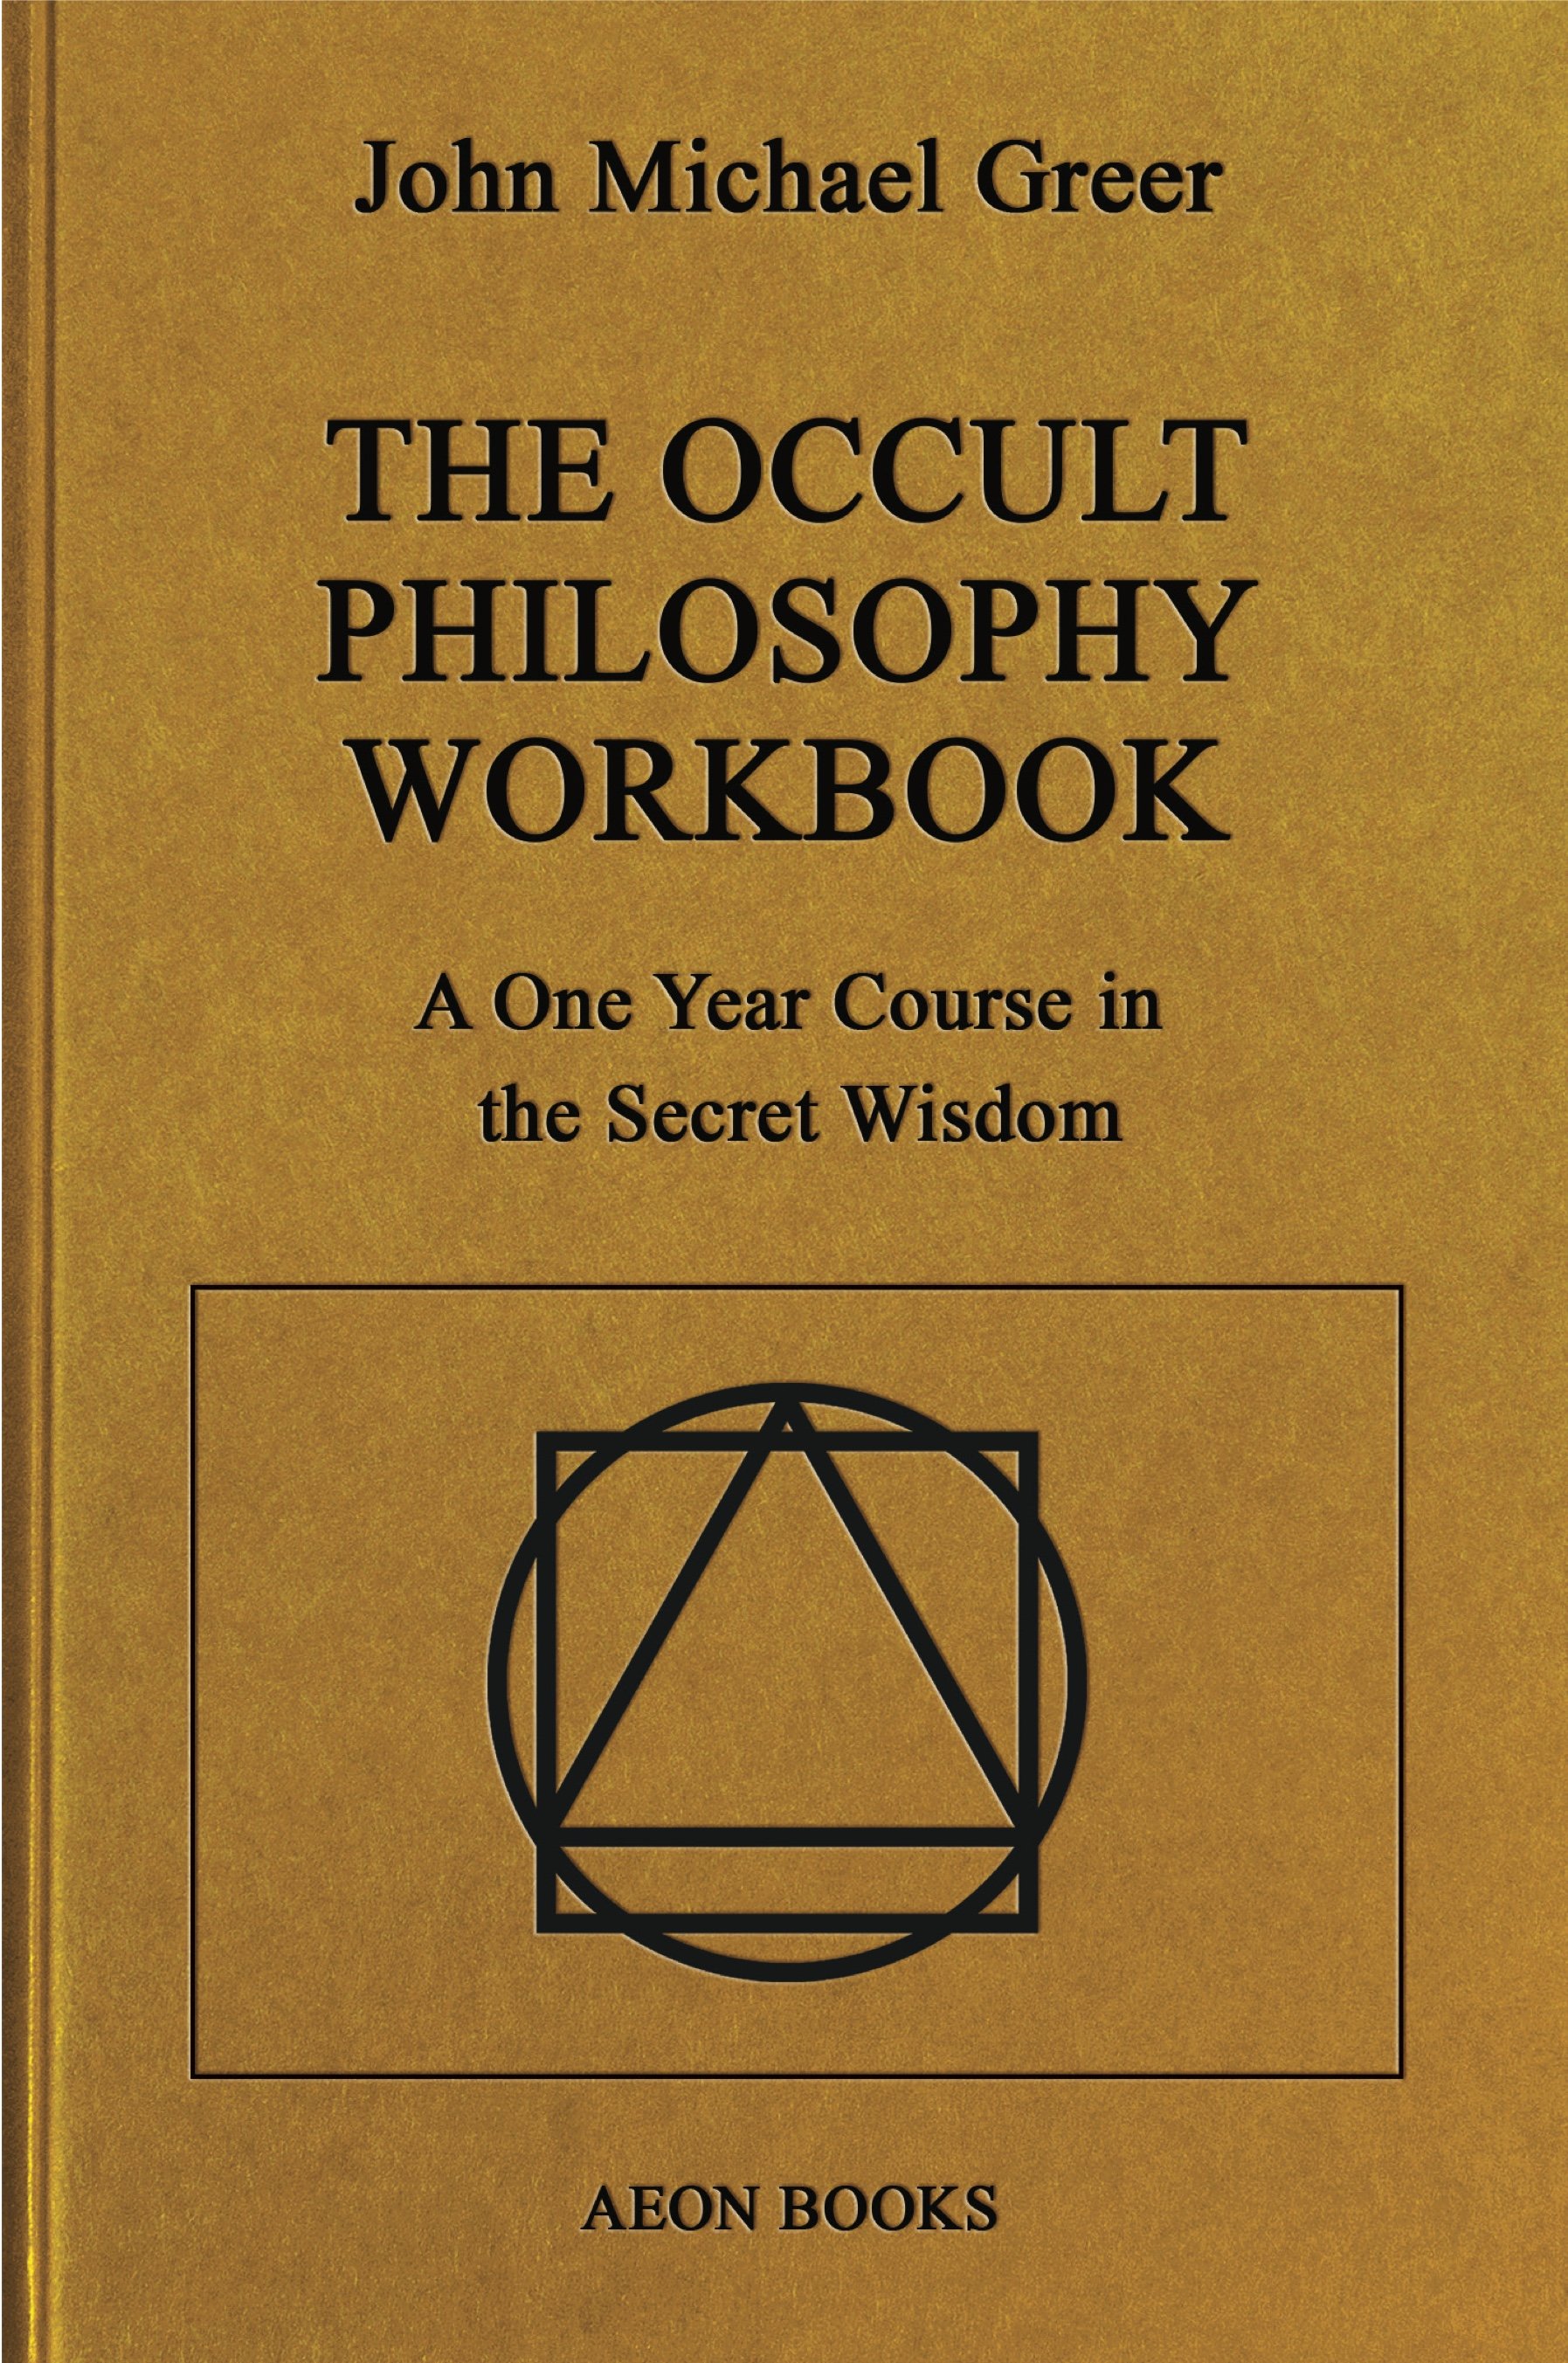 John Michael Greer
THE OCCULT
PHILOSOPHY
WORKBOOK
A One Year Course in
the Secret Wisdom
AEON BOOKS